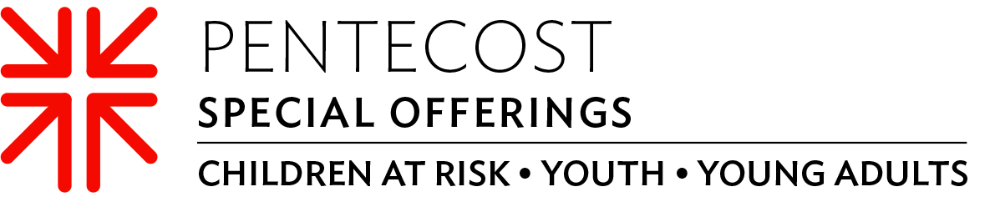 PENTECOST
SPECIAL OFFERINGS
CHILDREN AT RISK • YOUTH • YOUNG ADULTS